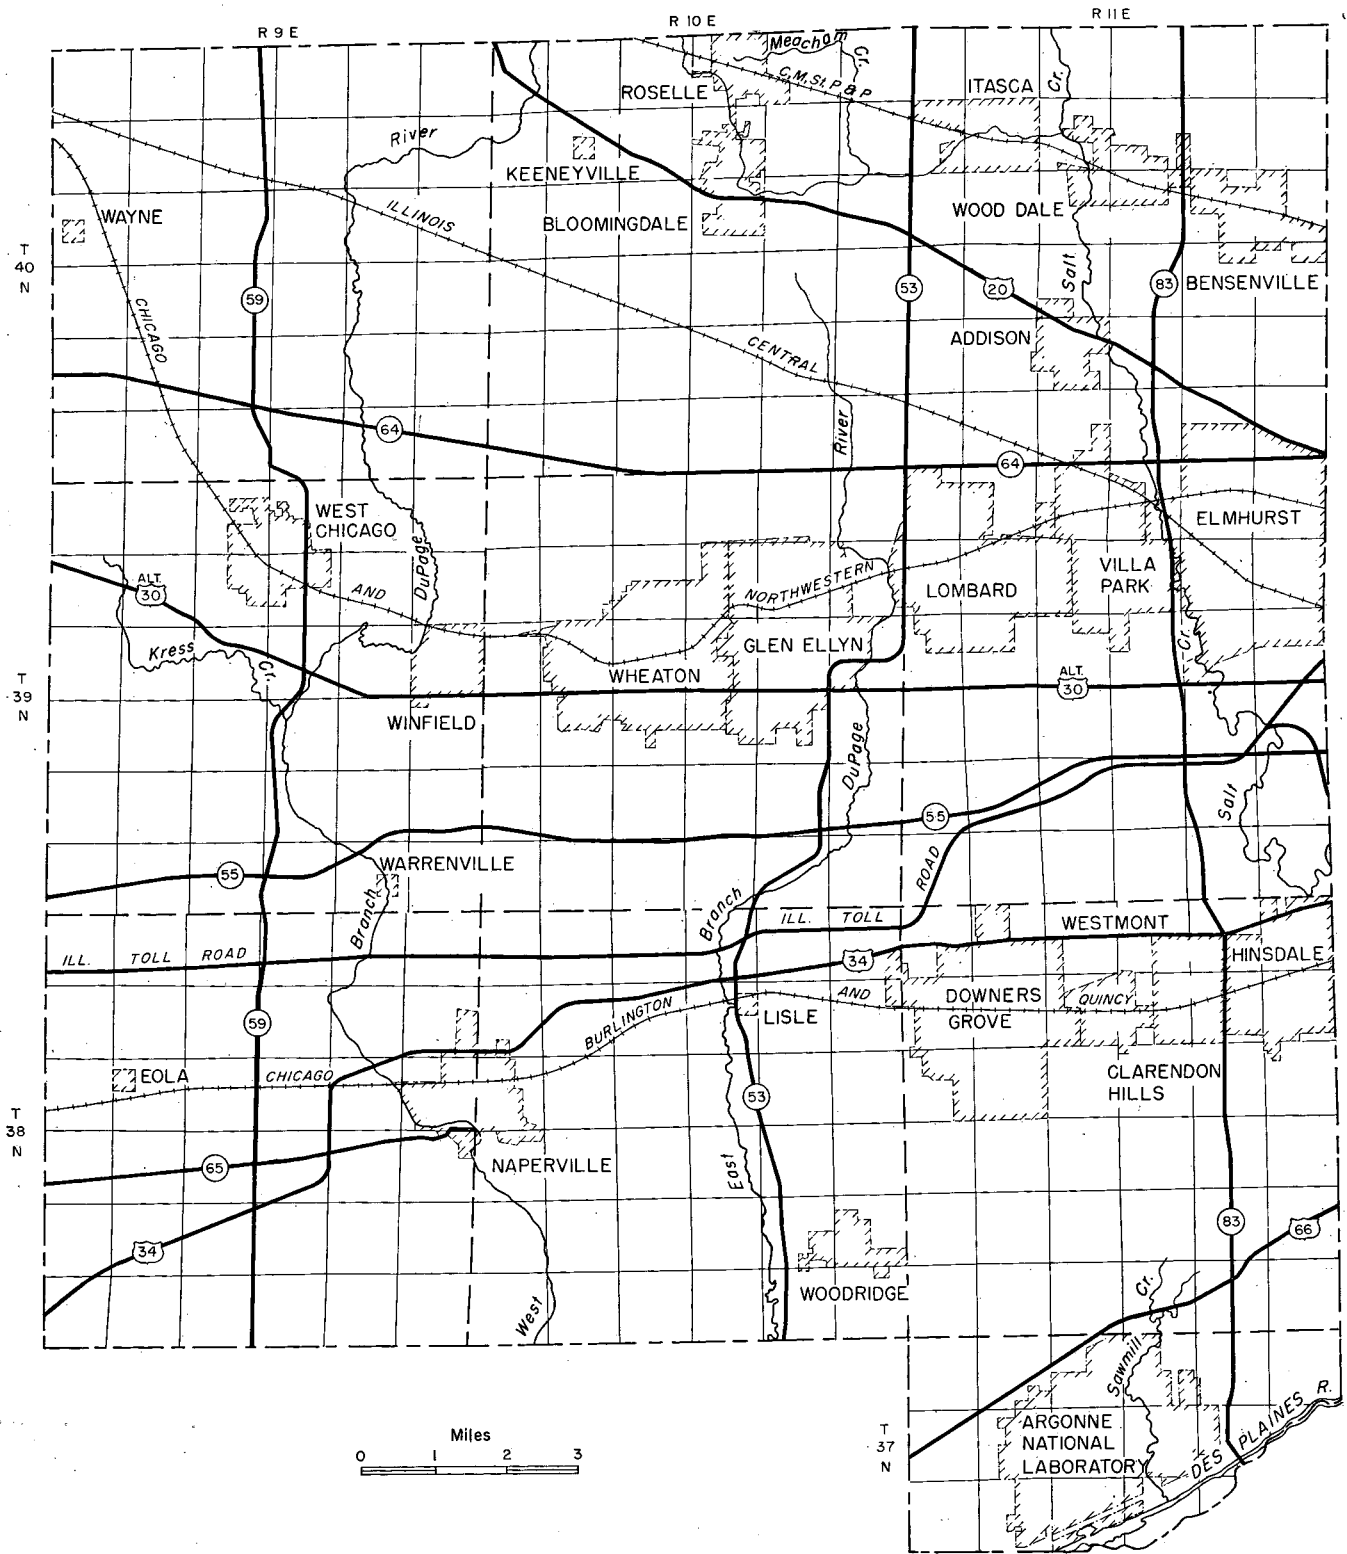 R 9 E
R 10 E
R 11 E
Meacham
Cr.
C.M.St.P & P
ROSELLE
ITASCA
Cr.
River
KEENEYVILLE
WAYNE
ILLINOIS
BLOOMINGDALE
WOOD DALE
T
40
N
Salt
59
CHICAGO
53
20
83
BENSENVILLE
ADDISON
CENTRAL
64
River
64
WEST
CHICAGO
ELMHURST
DuPage
ALT.
30
AND
NORTHWESTERN
LOMBARD
VILLA
PARK
Kress
Cr.
GLEN ELLYN
Cr.
WHEATON
ALT.
30
T
39
N
WINFIELD
DuPage
Salt
55
ROAD
WARRENVILLE
55
Branch
Branch
ILL. TOLL
WESTMONT
ILL. TOLL ROAD
34
HINSDALE
AND
DOWNERS
GROVE
QUINCY
BURLINGTON
LISLE
59
EOLA
CHICAGO
CLARENDON
HILLS
53
T
38
N
65
NAPERVILLE
East
34
83
66
WOODRIDGE
Cr.
West
Sawmill
Miles
0 1 2 3
T
37
N
ARGONNE
NATIONAL
LABORATORY
DES PLAINES R.